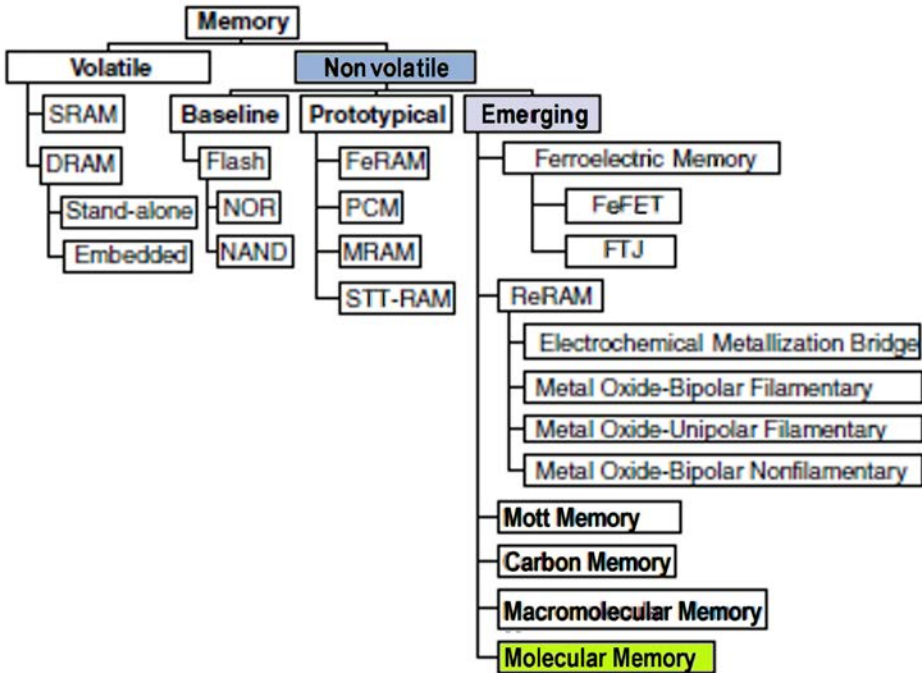 Memory
Volatile
Non volatile
SRAM
DRAM
Stand-alone
Embedded
Baseline
Flash
NOR
NAND
Prototypical
FeRAM
PCM
MRAM
STT-RAM
Emerging
Ferroelectric Memory
FeFET
FTJ
ReRAM
Electrochemical Metallization Bridge
Metal Oxide-Bipolar Filamentary
Metal Oxide-Unipolar Filamentary
Metal Oxide-Bipolar Nonfilamentary
Mott Memory
Carbon Memory
Macromolecular Memory
Molecular Memory